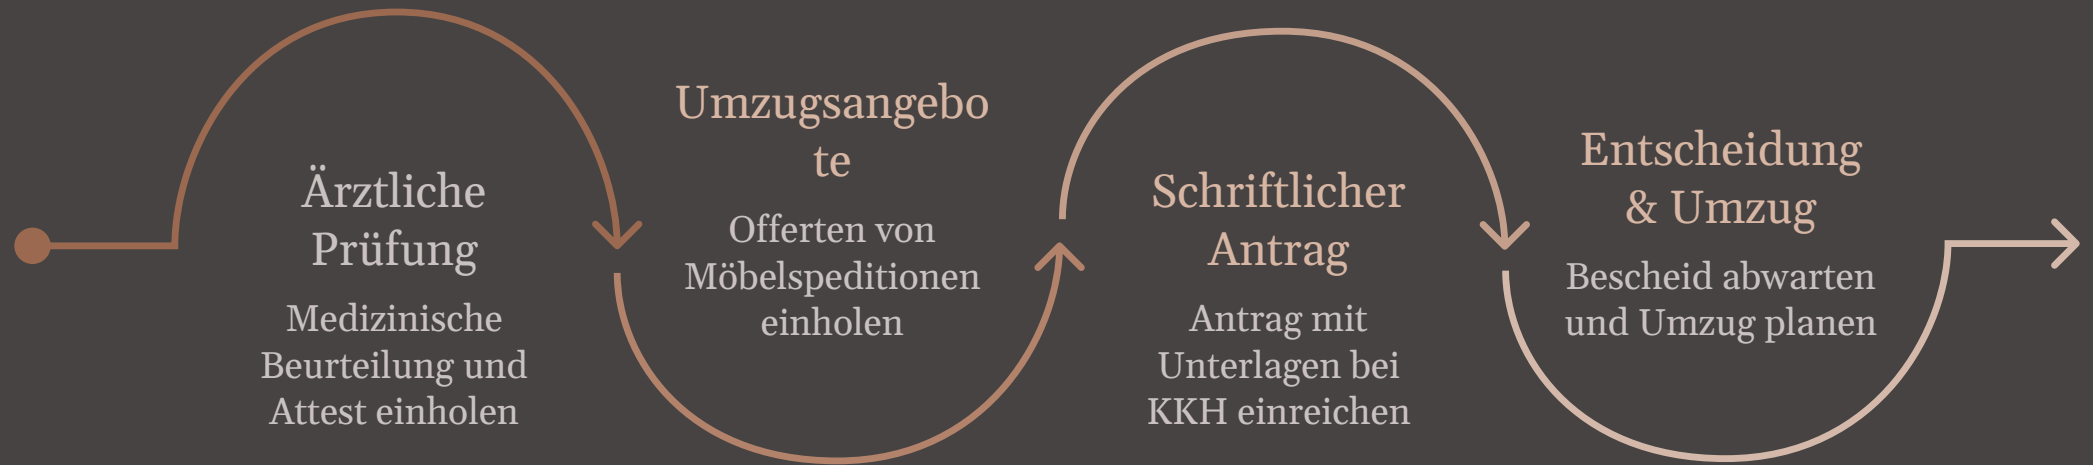 Ärztliche
Prüfung
Medizinische
Beurteilung und
Attest einholen
Umzugsangebo
te
Offerten von
Möbelspeditionen
einholen
Schriftlicher
Antrag
Antrag mit
Unterlagen bei
KKH einreichen
Entscheidung
& Umzug
Bescheid abwarten
und Umzug planen